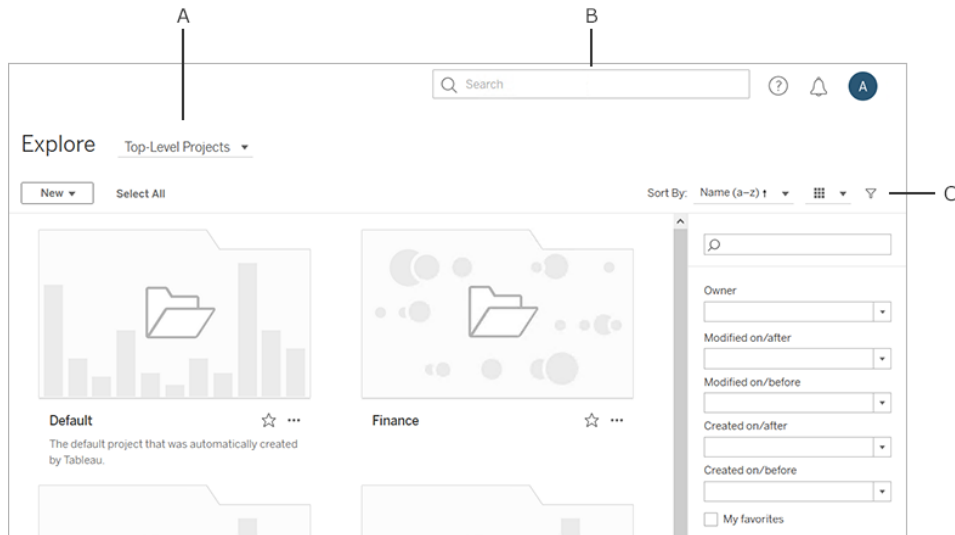 A
B
Search
A
Explore
Top-Level Projects
New
Select All
Sort By:
Name (a–z) ↑
C
Owner
Modified on/after
Modified on/before
Created on/after
Created on/before
My favorites
Default
The default project that was automatically created
by Tableau.
Finance